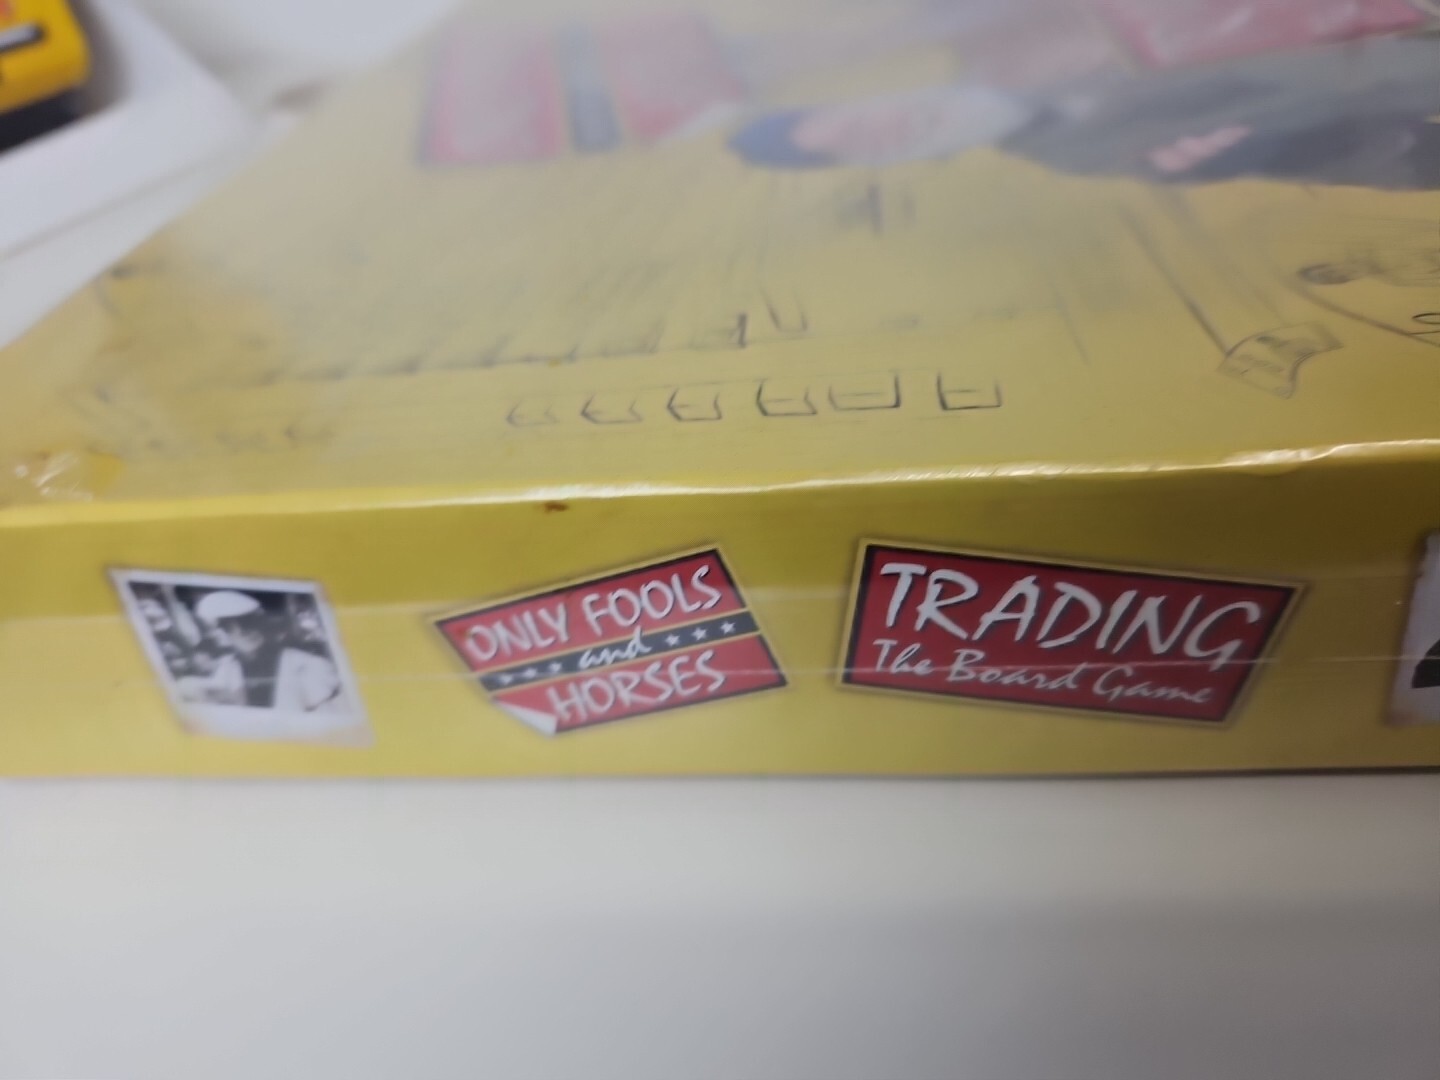 ONLY FOOLS
and
HORSES
TRADING
The Board Game